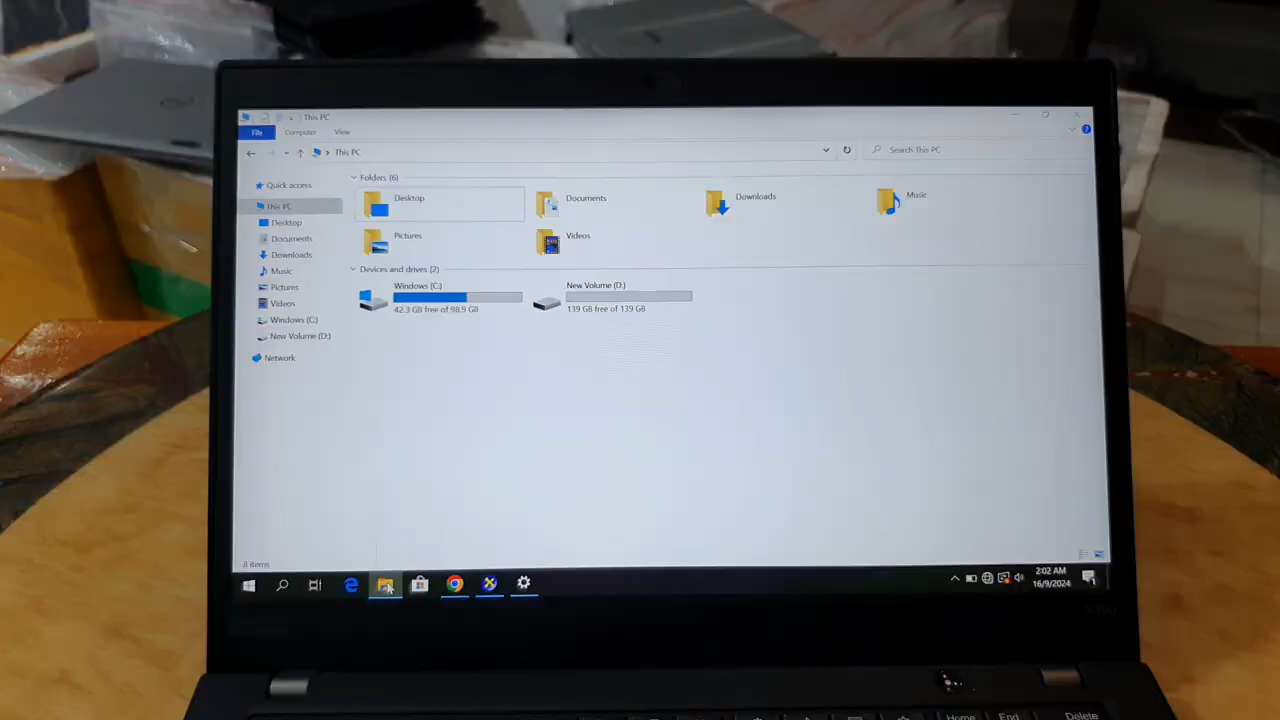 This PC
File Computer View
This PC
Search This PC
Quick access
This PC
Desktop
Documents
Downloads
Music
Pictures
Videos
Windows (C:)
New Volume (D:)
Network
Folders (6)
Desktop
Documents
Downloads
Music
Pictures
Videos
Devices and drives (2)
Windows (C:)
42.3 GB free of 98.9 GB
New Volume (D:)
139 GB free of 139 GB
8 items
2:02 AM
16/9/2024
Home End Delete